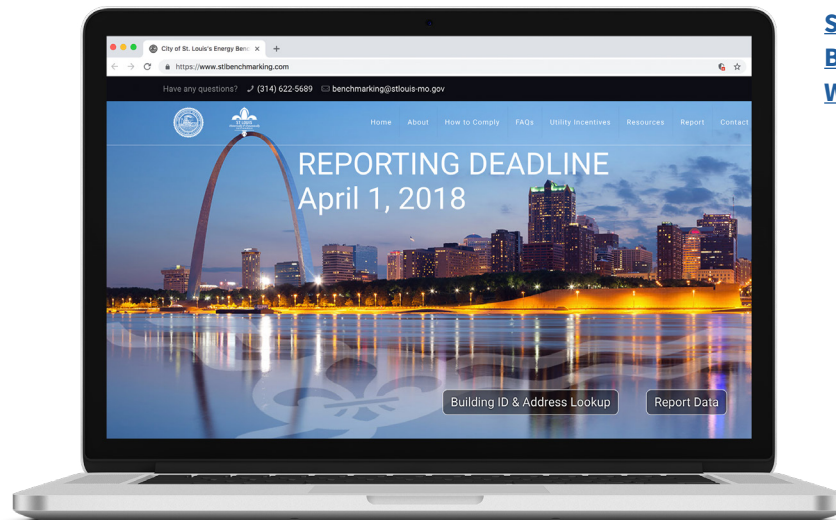 City of St. Louis's Energy Benc
https://www.stlbenchmarking.com
Have any questions? (314) 622-5689 benchmarking@stlouis-mo.gov
Home About How to Comply FAQs Utility Incentives Resources Report Contact
REPORTING DEADLINE
April 1, 2018
Building ID & Address Lookup Report Data
S
B
W